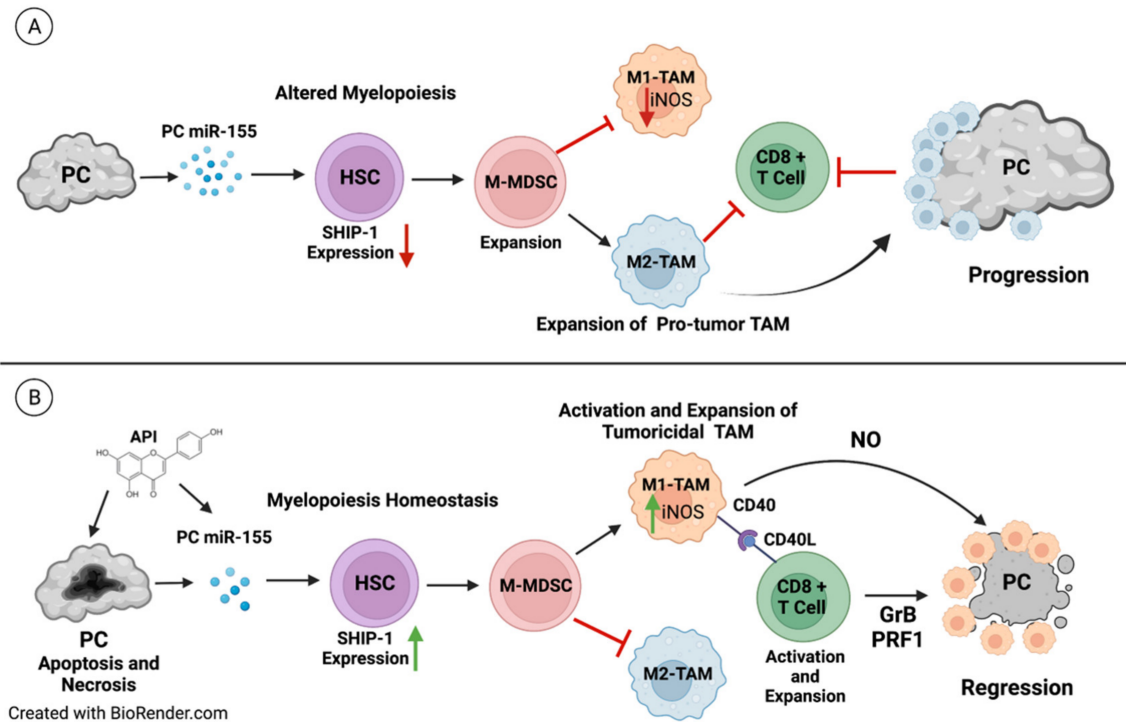 A
Altered Myelopoiesis
PC miR-155
PC
HSC
SHIP-1
Expression
M-MDSC
Expansion
M1-TAM
iNOS
M2-TAM
Expansion of Pro-tumor TAM
CD8 +
T Cell
PC
Progression
B
API
HO
OH
O
OH
O
PC miR-155
PC
Apoptosis and
Necrosis
Myelopoiesis Homeostasis
HSC
SHIP-1
Expression
M-MDSC
Activation and Expansion of
Tumoricidal TAM
M1-TAM
iNOS
CD40
CD40L
M2-TAM
CD8 +
T Cell
Activation
and
Expansion
NO
GrB
PRF1
PC
Regression
Created with BioRender.com